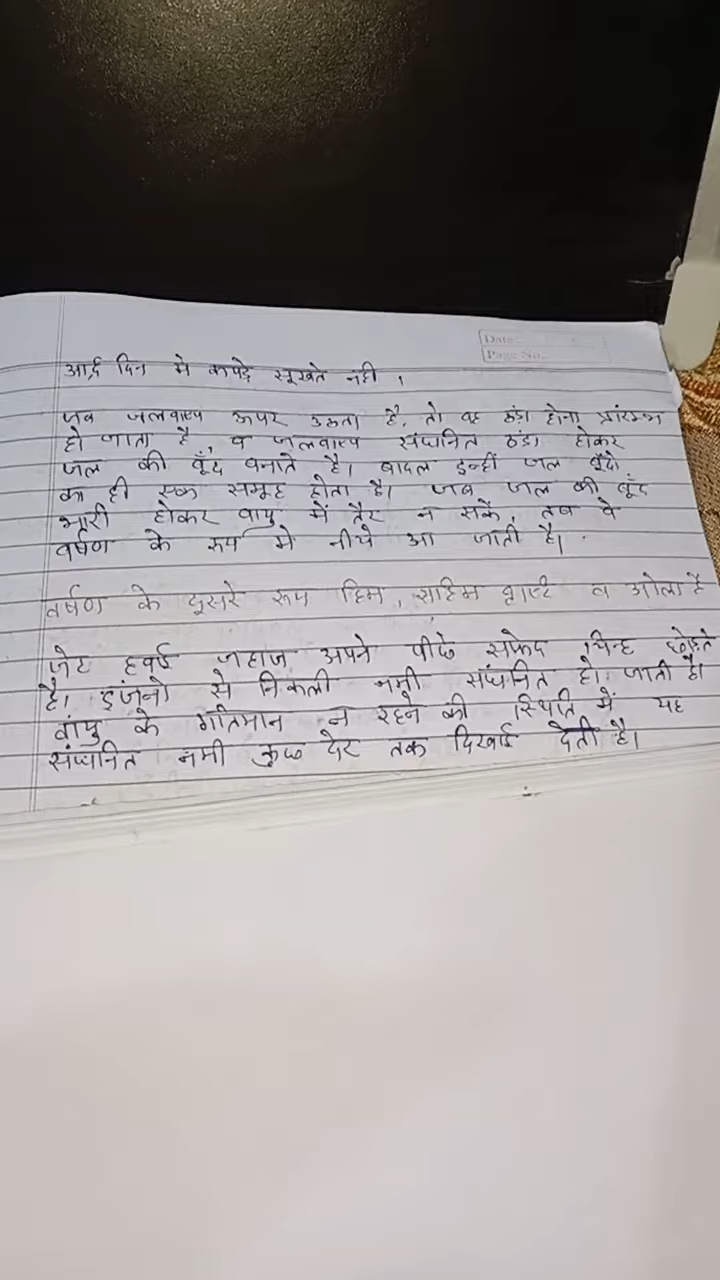 Date
Page No.
आर्द्र दिन मे कपड़े सूखते नही ।
जब जलवाष्प ऊपर उठता है, तो वह ठंड़ा होना प्रारंम्भ
हो जाता है, व जलवाष्प संघनित ठंडा होकर
जल की बूँद बनाते है। बादल इन्हीं जल बूँदो
का ही एक समूह होता है। जब जल की बूँद
भारी होकर वायु में तैर न सकें, तब वे
वर्षण के रूप मे नीचे आ जाती है।
वर्षण के दूसरे रूप हिम, सहिम वृष्टि व ओला है
जेट हवाई जहाज अपने पीछे सफेद चिन्ह छोड़ते
है। इंजनो से निकली नमी संघनित हो जाती है।
वायु के गतिमान न रहने की स्थिति में यह
संघनित नमी कुछ देर तक दिखाई देती है।